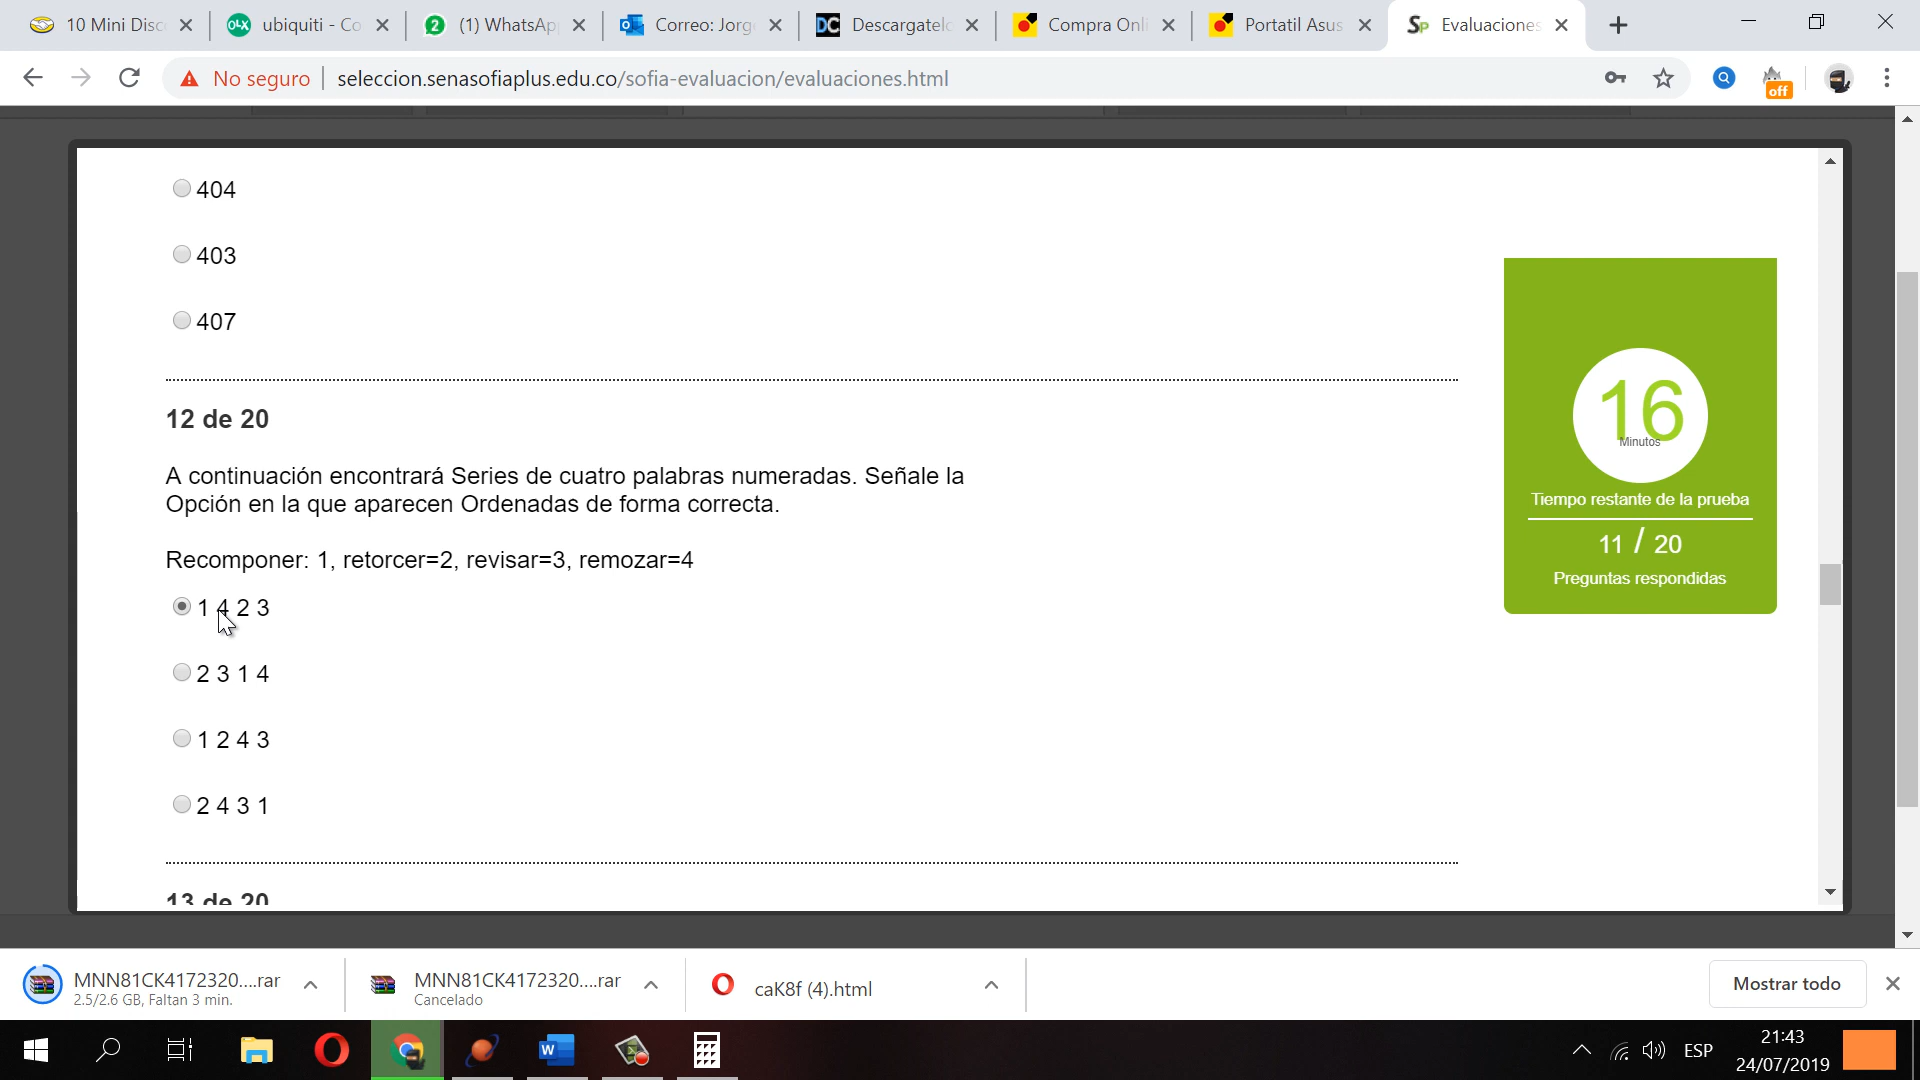 10 Mini Disc
ubiquiti - Co
(1) WhatsAp
Correo: Jorg
Descargatelo
Compra Onli
Portatil Asus
Evaluaciones
No seguro
seleccion.senasofiaplus.edu.co/sofia-evaluacion/evaluaciones.html
off
404
403
407
12 de 20
A continuación encontrará Series de cuatro palabras numeradas. Señale la
Opción en la que aparecen Ordenadas de forma correcta.
Recomponer: 1, retorcer=2, revisar=3, remozar=4
1 4 2 3
2 3 1 4
1 2 4 3
2 4 3 1
13 de 20
16
Minutos
Tiempo restante de la prueba
11 / 20
Preguntas respondidas
MNN81CK4172320....rar
2.5/2.6 GB, Faltan 3 min.
MNN81CK4172320....rar
Cancelado
caK8f (4).html
Mostrar todo
ESP
21:43
24/07/2019